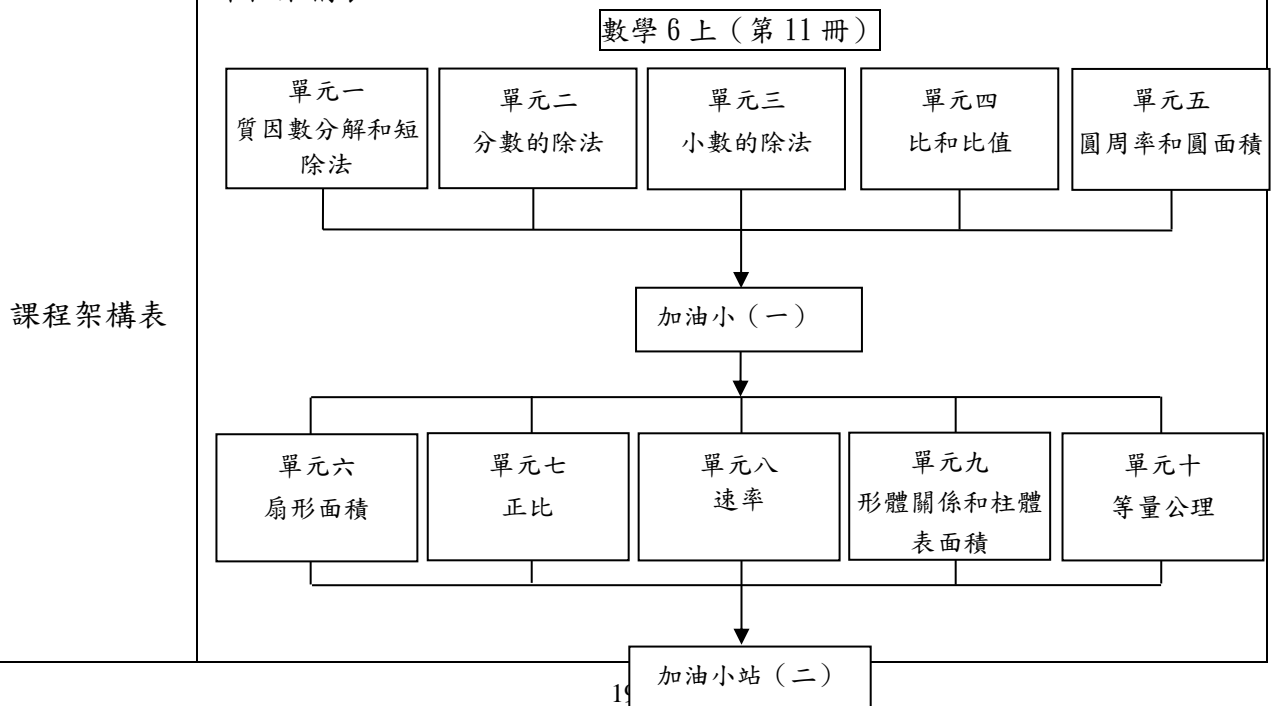 數學 6 上（第 11 冊）
單元一
質因數分解和短
除法
單元二
分數的除法
單元三
小數的除法
單元四
比和比值
單元五
圓周率和圓面積
加油小（一）
課程架構表
單元六
扇形面積
單元七
正比
單元八
速率
單元九
形體關係和柱體
表面積
單元十
等量公理
加油小站（二）